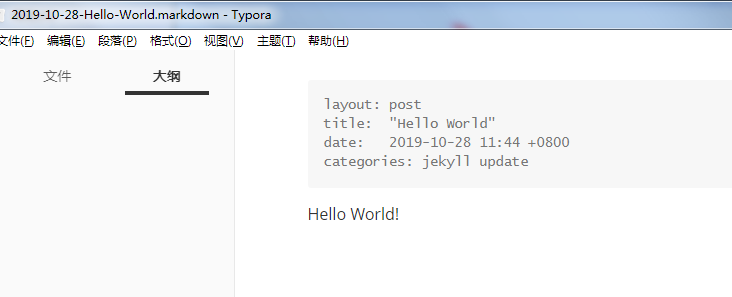 2019-10-28-Hello-World.markdown - Typora
文件(F) 编辑(E) 段落(P) 格式(O) 视图(V) 主题(T) 帮助(H)
文件 大纲
layout: post
title:  "Hello World"
date:   2019-10-28 11:44 +0800
categories: jekyll update
Hello World!